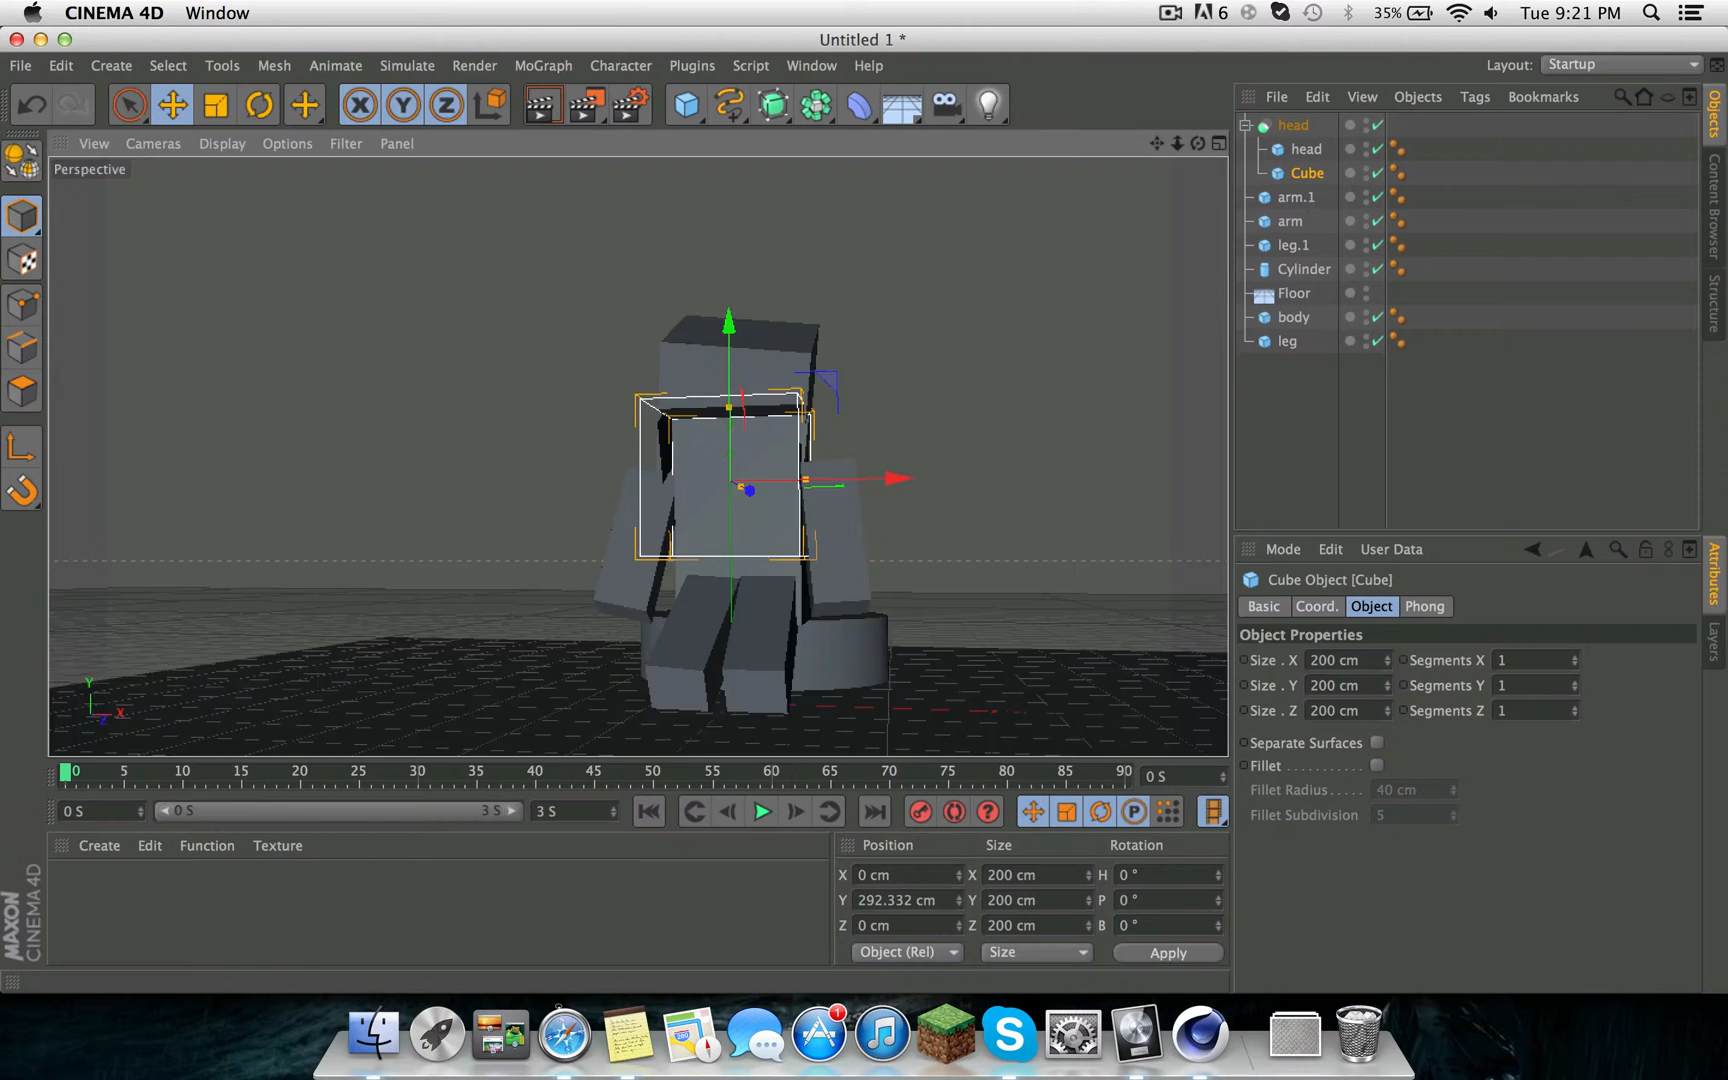 CINEMA 4D Window 6 35% Tue 9:21 PM
Untitled 1 *
File Edit Create Select Tools Mesh Animate Simulate Render MoGraph Character Plugins Script Window Help Layout: Startup
X Y Z
File Edit View Objects Tags Bookmarks
View Cameras Display Options Filter Panel
Perspective
head
head
Cube
arm.1
arm
leg.1
Cylinder
Floor
body
leg
Objects
Content Browser
Structure
Mode Edit User Data
Cube Object [Cube]
Basic Coord. Object Phong
Object Properties
Size . X 200 cm Segments X 1
Size . Y 200 cm Segments Y 1
Size . Z 200 cm Segments Z 1
Separate Surfaces
Fillet . . . . . . . . . . .
Fillet Radius . . . . 40 cm
Fillet Subdivision 5
Attributes
Layers
Y
X
Z
0 5 10 15 20 25 30 35 40 45 50 55 60 65 70 75 80 85 90 0 S
0 S 0 S 3 S 3 S P
Create Edit Function Texture
Position Size Rotation
X 0 cm X 200 cm H 0 °
Y 292.332 cm Y 200 cm P 0 °
Z 0 cm Z 200 cm B 0 °
Object (Rel) Size Apply
MAXON
CINEMA 4D
1
S